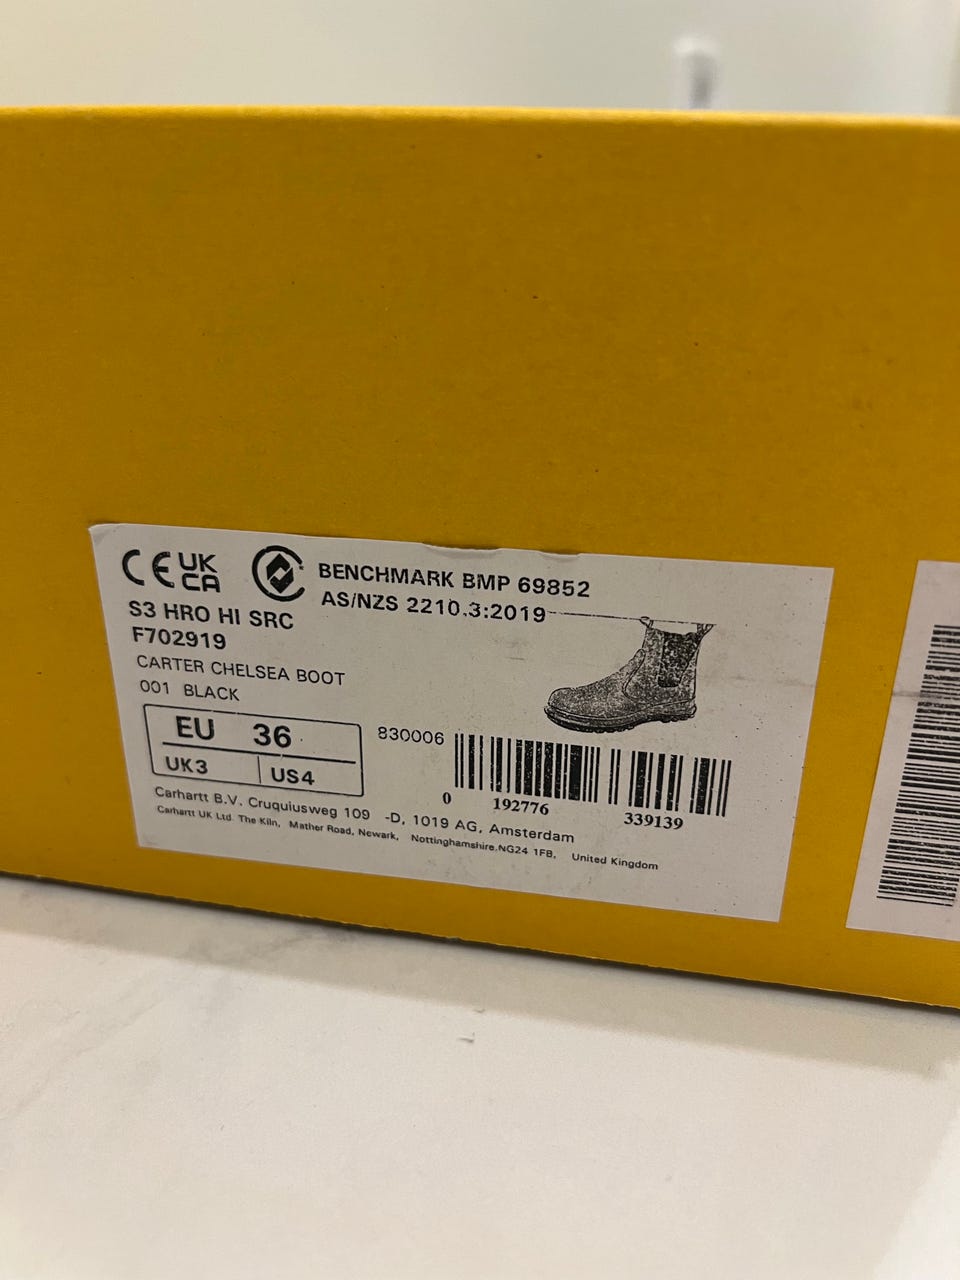 CE UK
CA
BENCHMARK BMP 69852
AS/NZS 2210.3:2019
S3 HRO HI SRC
F702919
CARTER CHELSEA BOOT
001 BLACK
EU 36
UK3 US4
830006
0 192776 339139
Carhartt B.V. Cruquiusweg 109 -D, 1019 AG, Amsterdam
Carhartt UK Ltd. The Kiln, Mather Road, Newark, Nottinghamshire.NG24 1FB, United Kingdom